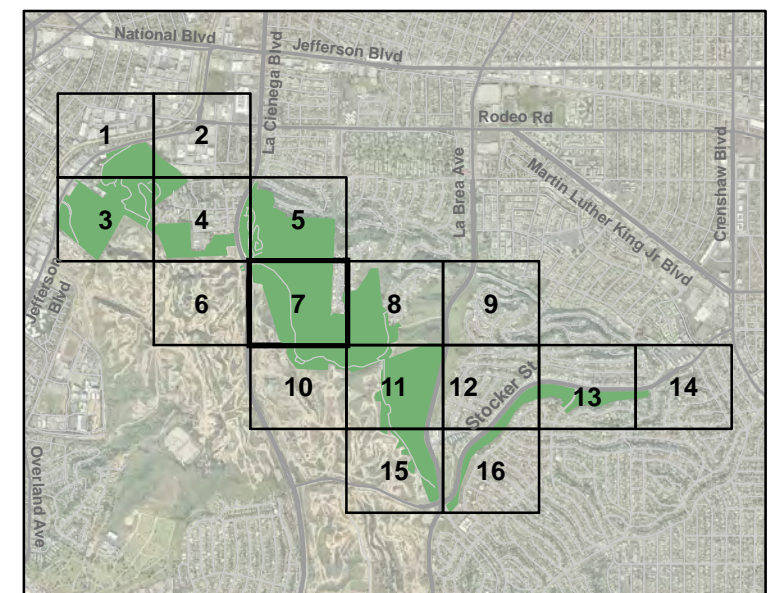 National Blvd
Jefferson Blvd
La Cienega Blvd
Rodeo Rd
La Brea Ave
Martin Luther King Jr Blvd
Crenshaw Blvd
1
2
3
4
5
Jefferson
Blvd
6
7
8
9
10
11
12
Stocker St
13
14
Overland Ave
15
16